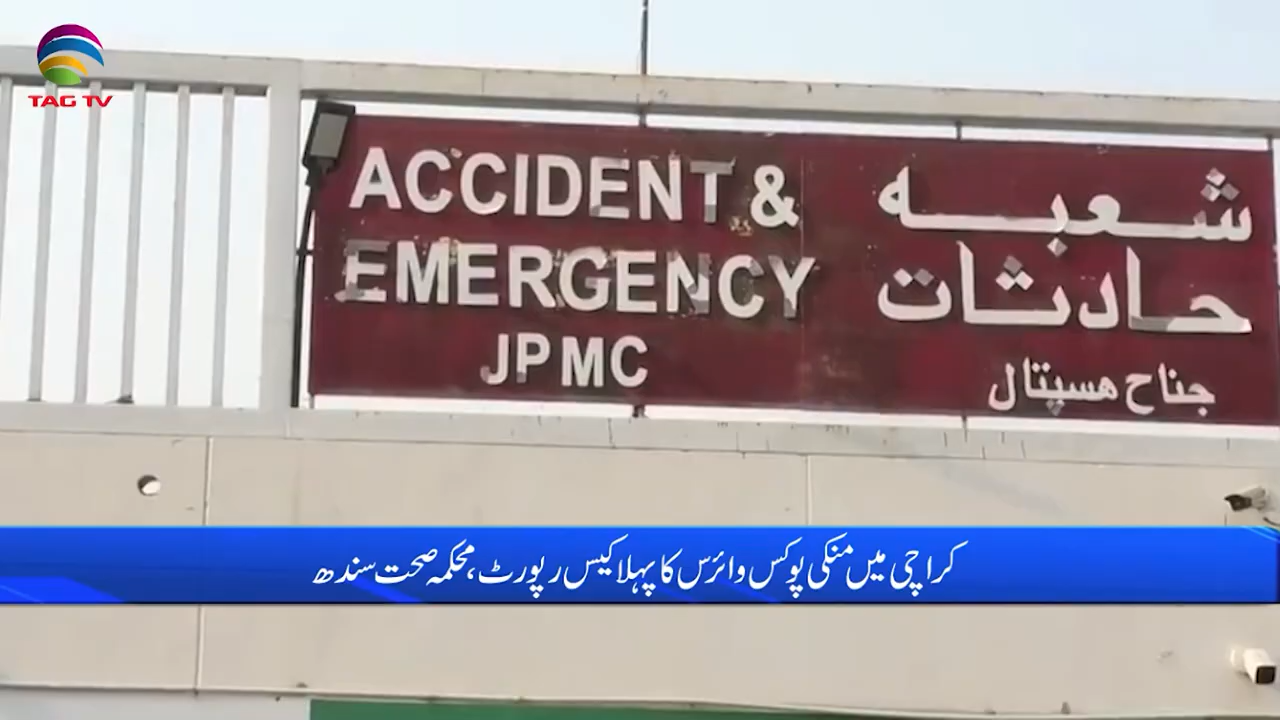 TAG TV
ACCIDENT &
EMERGENCY
JPMC
شعبہ
حادثات
جناح ھسپتال
کراچی میں منکی پوکس وائرس کا پہلا کیس رپورٹ، محکمہ صحت سندھ